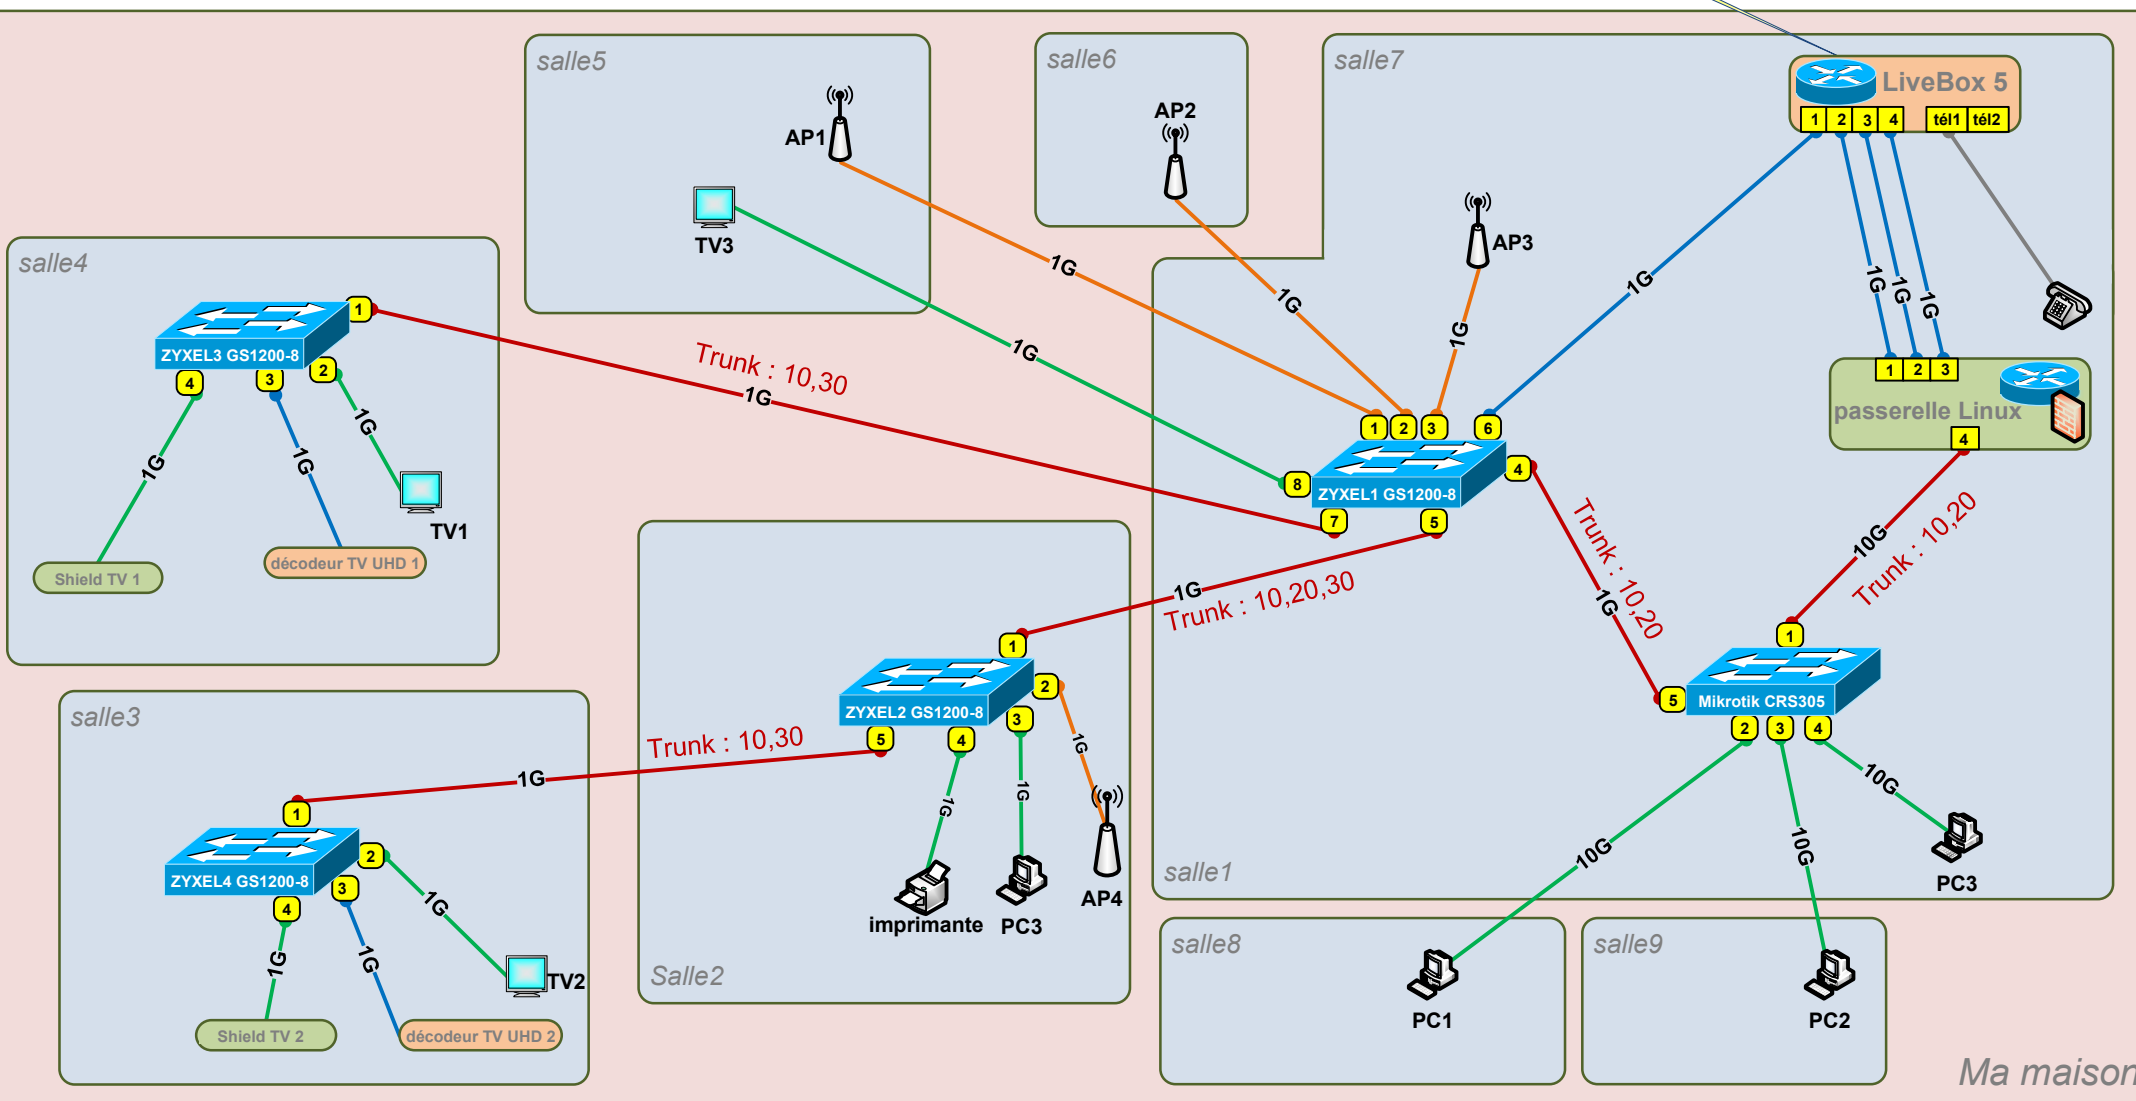 salle5
AP1
TV3
salle6
AP2
salle7
LiveBox 5
1 2 3 4 tél1 tél2
AP3
1G
1G
1G
1G
1G
1G
1G
1G
1 2 3
passerelle Linux
4
salle4
1
ZYXEL3 GS1200-8
4 3 2
1G
1G
1G
TV1
Shield TV 1
décodeur TV UHD 1
Trunk : 10,30
1G
1 2 3 6
8
4
ZYXEL1 GS1200-8
7 5
Trunk : 10,20
1G
10G
Trunk : 10,20
1G
Trunk : 10,20,30
1
2
ZYXEL2 GS1200-8
5 4 3
1G
1G
1G
imprimante
PC3
AP4
Salle2
1
5
Mikrotik CRS305
2 3 4
10G
10G
10G
PC3
salle1
salle3
Trunk : 10,30
1G
1
2
ZYXEL4 GS1200-8
3
4
1G
1G
1G
TV2
Shield TV 2
décodeur TV UHD 2
salle8
PC1
salle9
PC2
Ma maison